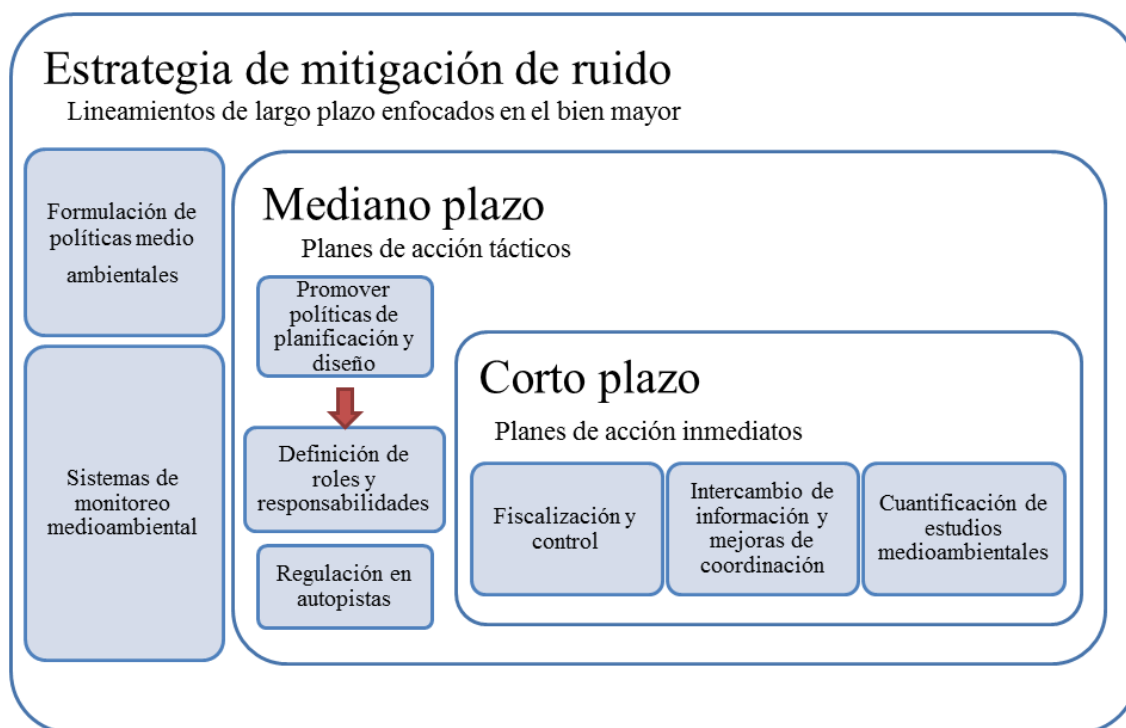 Estrategia de mitigación de ruido
Lineamientos de largo plazo enfocados en el bien mayor
Formulación de
políticas medio
ambientales
Sistemas de
monitoreo
medioambiental
Mediano plazo
Planes de acción tácticos
Promover
políticas de
planificación y
diseño
Definición de
roles y
responsabilidades
Regulación en
autopistas
Corto plazo
Planes de acción inmediatos
Fiscalización y
control
Intercambio de
información y
mejoras de
coordinación
Cuantificación de
estudios
medioambientales